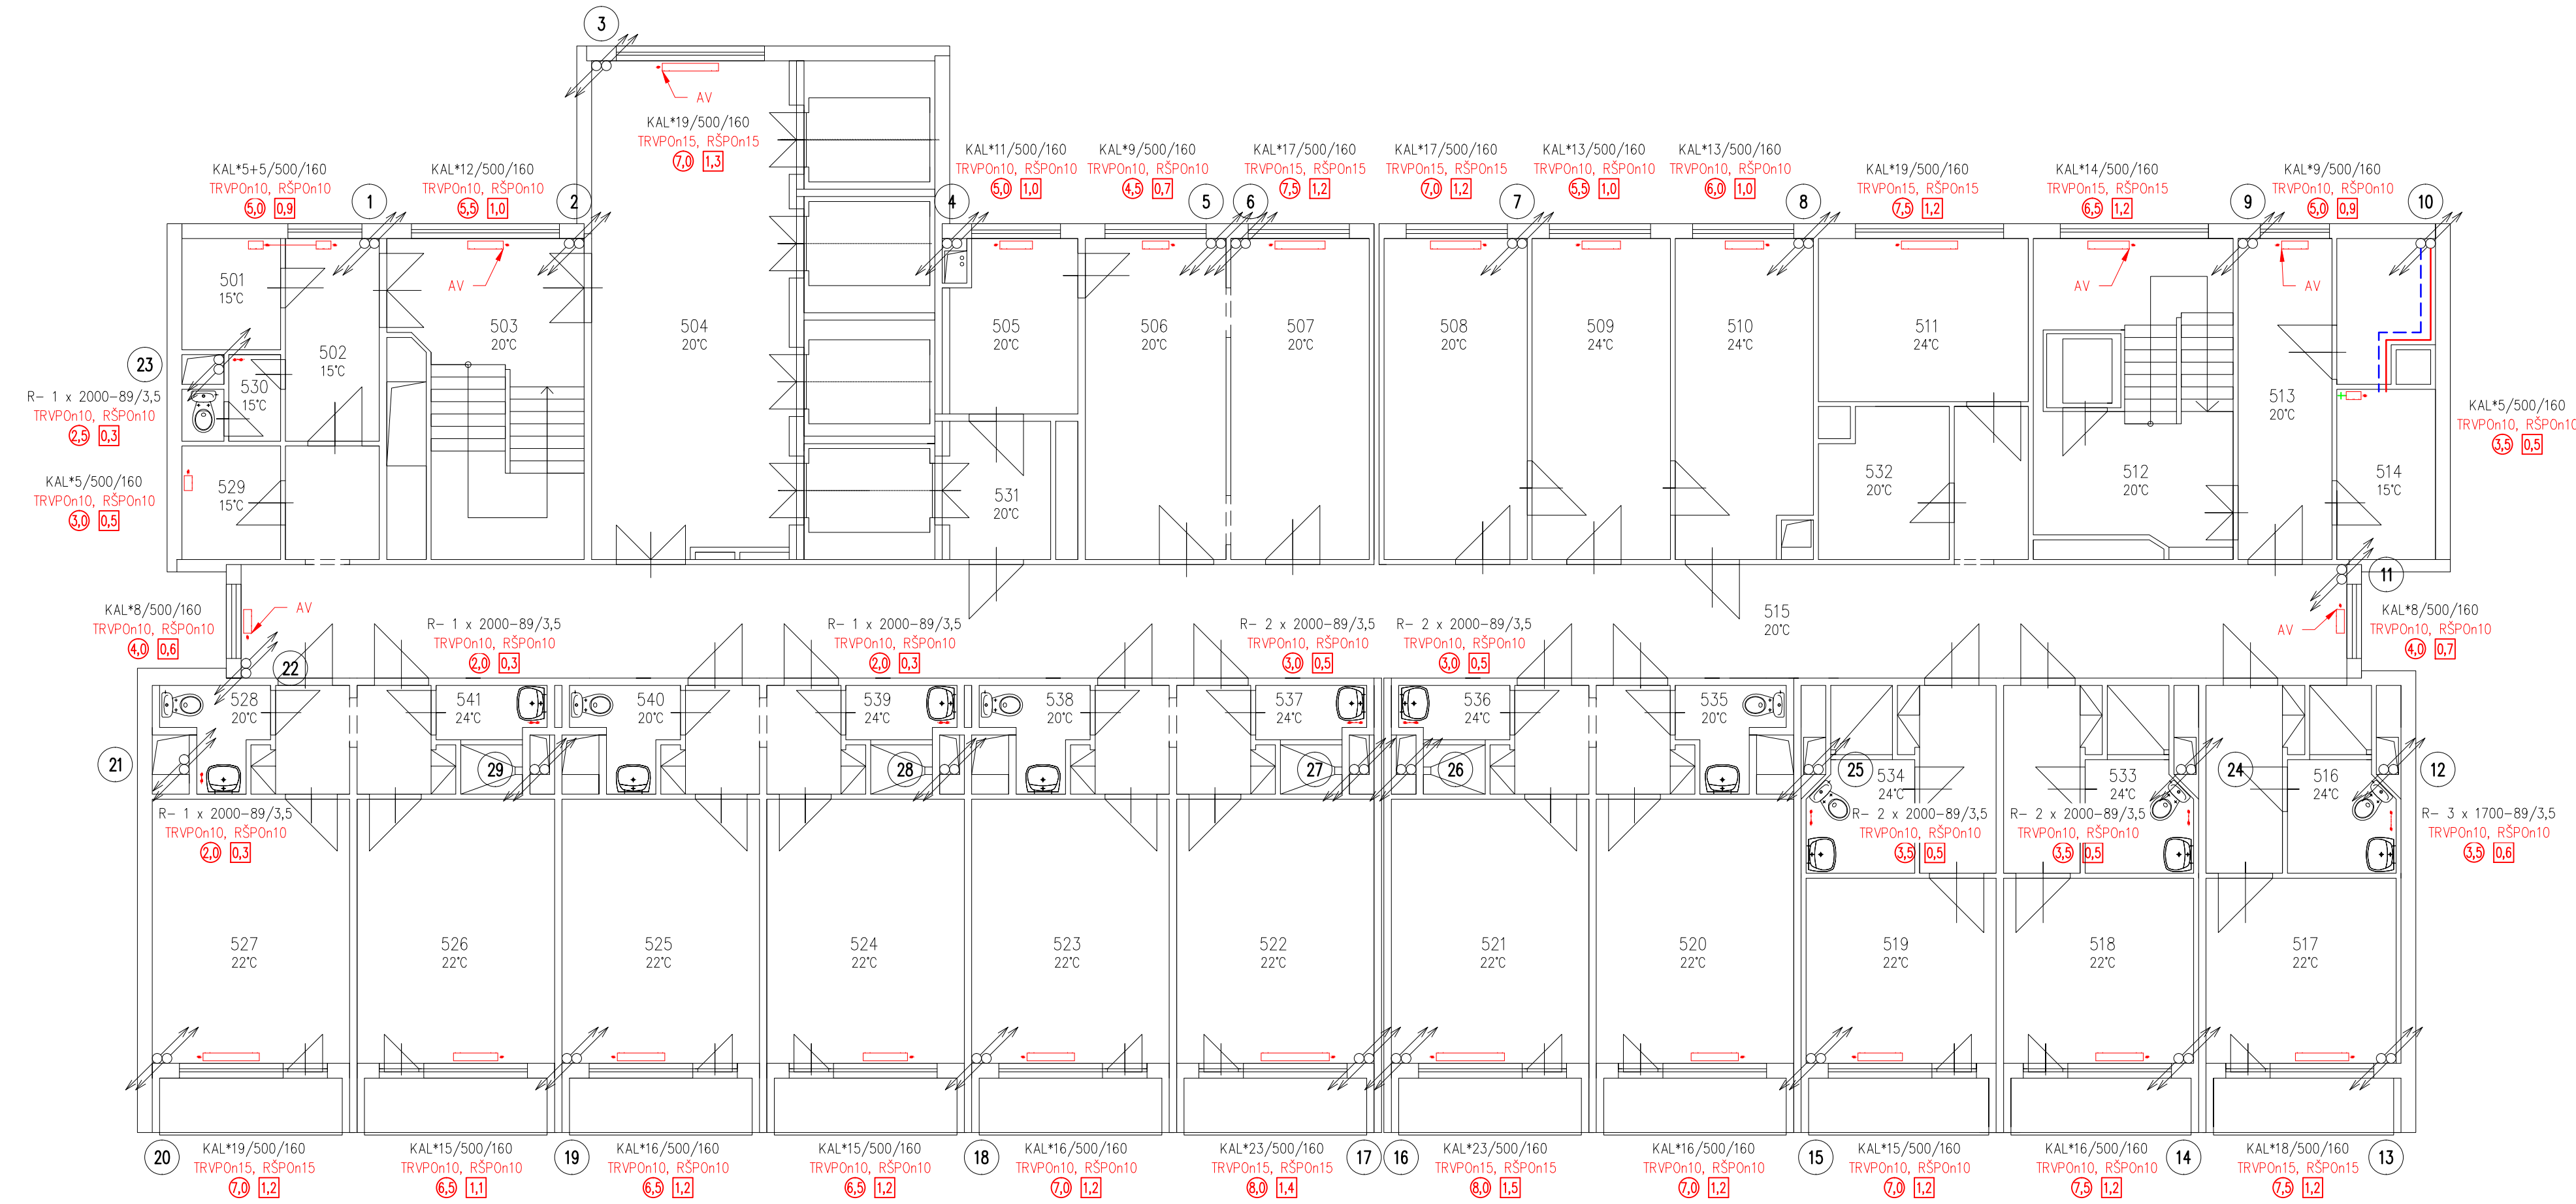 3
AV
KAL*19/500/160
TRVPOn15, RŠPOn15
7,0 1,3
KAL*5+5/500/160
TRVPOn10, RŠPOn10
5,0 0,9
1
KAL*12/500/160
TRVPOn10, RŠPOn10
5,5 1,0
2
4
KAL*11/500/160
TRVPOn10, RŠPOn10
5,0 1,0
KAL*9/500/160
TRVPOn10, RŠPOn10
4,5 0,7
5
6
KAL*17/500/160
TRVPOn15, RŠPOn15
7,5 1,2
KAL*17/500/160
TRVPOn15, RŠPOn15
7,0 1,2
7
KAL*13/500/160
TRVPOn10, RŠPOn10
5,5 1,0
KAL*13/500/160
TRVPOn10, RŠPOn10
6,0 1,0
8
KAL*19/500/160
TRVPOn15, RŠPOn15
7,5 1,2
KAL*14/500/160
TRVPOn15, RŠPOn15
6,5 1,2
9
KAL*9/500/160
TRVPOn10, RŠPOn10
5,0 0,9
10
501
15°C
502
15°C
AV
503
20°C
504
20°C
505
20°C
506
20°C
507
20°C
508
20°C
509
24°C
510
24°C
511
24°C
AV
AV
513
20°C
23
R- 1 x 2000-89/3,5
TRVPOn10, RŠPOn10
2,5 0,3
530
15°C
KAL*5/500/160
TRVPOn10, RŠPOn10
3,0 0,5
529
15°C
531
20°C
532
20°C
512
20°C
514
15°C
KAL*5/500/160
TRVPOn10, RŠPOn10
3,5 0,5
11
KAL*8/500/160
TRVPOn10, RŠPOn10
4,0 0,6
AV
22
R- 1 x 2000-89/3,5
TRVPOn10, RŠPOn10
2,0 0,3
R- 1 x 2000-89/3,5
TRVPOn10, RŠPOn10
2,0 0,3
R- 2 x 2000-89/3,5
TRVPOn10, RŠPOn10
3,0 0,5
R- 2 x 2000-89/3,5
TRVPOn10, RŠPOn10
3,0 0,5
515
20°C
AV
KAL*8/500/160
TRVPOn10, RŠPOn10
4,0 0,7
528
20°C
541
24°C
540
20°C
539
24°C
538
20°C
537
24°C
536
24°C
535
20°C
534
24°C
533
24°C
516
24°C
21
29
28
27
26
25
24
12
R- 1 x 2000-89/3,5
TRVPOn10, RŠPOn10
2,0 0,3
R- 2 x 2000-89/3,5
TRVPOn10, RŠPOn10
3,5 0,5
R- 2 x 2000-89/3,5
TRVPOn10, RŠPOn10
3,5 0,5
R- 3 x 1700-89/3,5
TRVPOn10, RŠPOn10
3,5 0,6
527
22°C
526
22°C
525
22°C
524
22°C
523
22°C
522
22°C
521
22°C
520
22°C
519
22°C
518
22°C
517
22°C
20
KAL*19/500/160
TRVPOn15, RŠPOn15
7,0 1,2
KAL*15/500/160
TRVPOn10, RŠPOn10
6,5 1,1
19
KAL*16/500/160
TRVPOn10, RŠPOn10
6,5 1,2
KAL*15/500/160
TRVPOn10, RŠPOn10
6,5 1,2
18
KAL*16/500/160
TRVPOn10, RŠPOn10
7,0 1,2
KAL*23/500/160
TRVPOn15, RŠPOn15
8,0 1,4
17
16
KAL*23/500/160
TRVPOn15, RŠPOn15
8,0 1,5
KAL*16/500/160
TRVPOn10, RŠPOn10
7,0 1,2
15
KAL*15/500/160
TRVPOn10, RŠPOn10
7,0 1,2
KAL*16/500/160
TRVPOn10, RŠPOn10
7,5 1,2
14
KAL*18/500/160
TRVPOn15, RŠPOn15
7,5 1,2
13